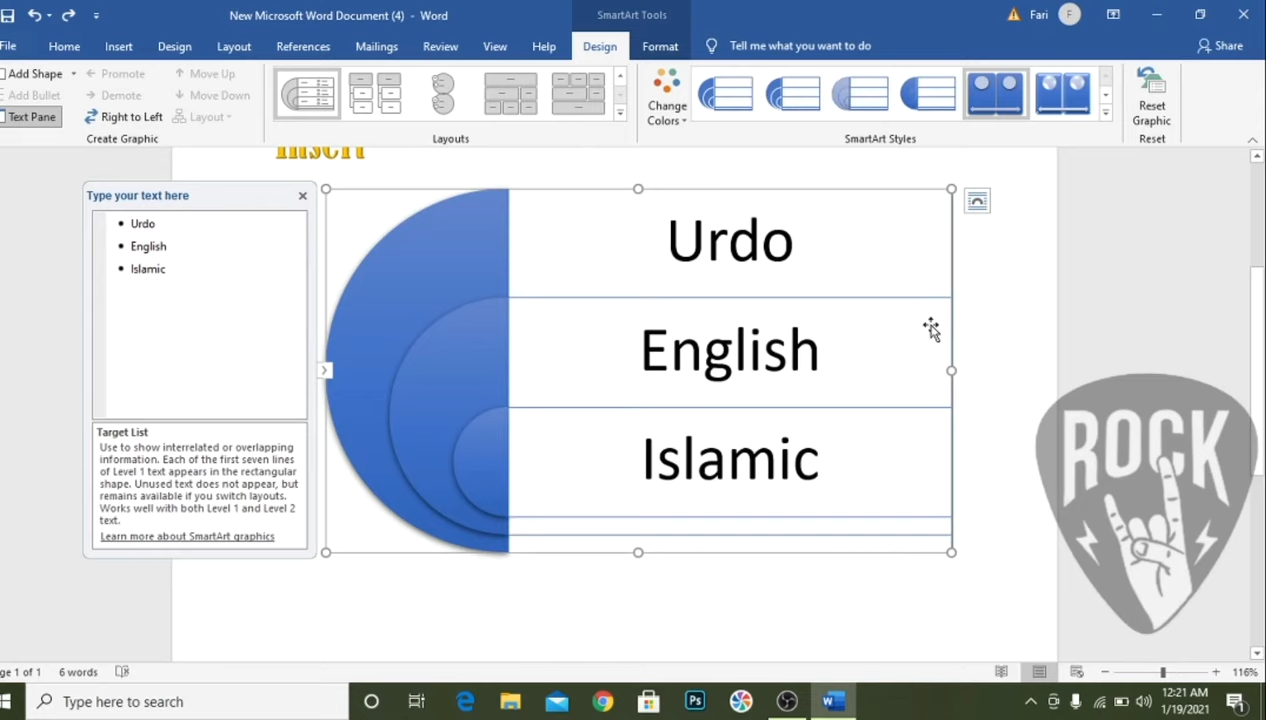 New Microsoft Word Document (4) - Word
SmartArt Tools
Fari
F
File Home Insert Design Layout References Mailings Review View Help Design Format Tell me what you want to do Share
Add Shape Promote Move Up
Add Bullet Demote Move Down
Text Pane Right to Left Layout
Create Graphic
Layouts
Change
Colors
SmartArt Styles
Reset
Graphic
Reset
Insert
Type your text here
Urdo
English
Islamic
Target List
Use to show interrelated or overlapping
information. Each of the first seven lines
of Level 1 text appears in the rectangular
shape. Unused text does not appear, but
remains available if you switch layouts.
Works well with both Level 1 and Level 2
text.
Learn more about SmartArt graphics
Urdo
English
Islamic
ROCK
ge 1 of 1 6 words 116%
Type here to search
Ps
W
12:21 AM
1/19/2021
1